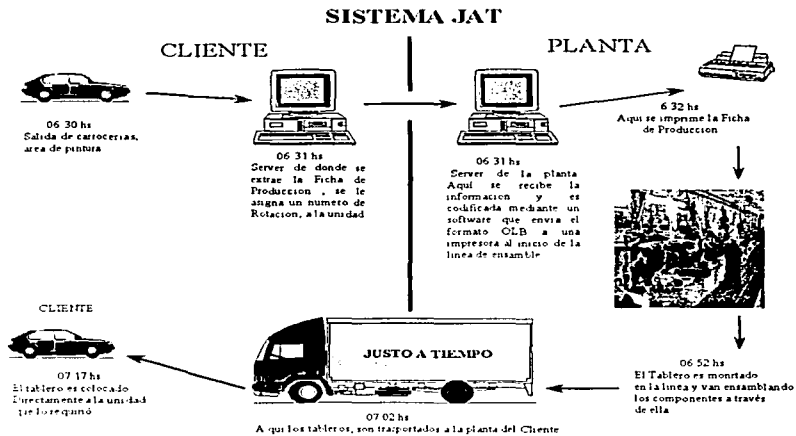 SISTEMA JAT
CLIENTE
PLANTA
06 30 hs
Salida de carrocerias,
area de pintura
06 31 hs
Server de donde se
extrae la Ficha de
Produccion , se le
asigna un numero de
Rotacion, a la unidad
06 31 hs
Server de la planta
Aquí se recibe la
informacion y es
codificada mediante un
software que envia el
formato OLB a una
impresora al inicio de la
linea de ensamble
6 32 hs
Aqui se imprime la Ficha
de Produccion
06 52 hs
El Tablero es montado
en la linea y van ensamblando
los componentes a través
de ella
JUSTO A TIEMPO
07 02 hs
A qui los tableros, son trasportados a la planta del Cliente
CLIENTE
07 17 hs
El tablero es colocado
Directamente a la unidad
que lo requirió